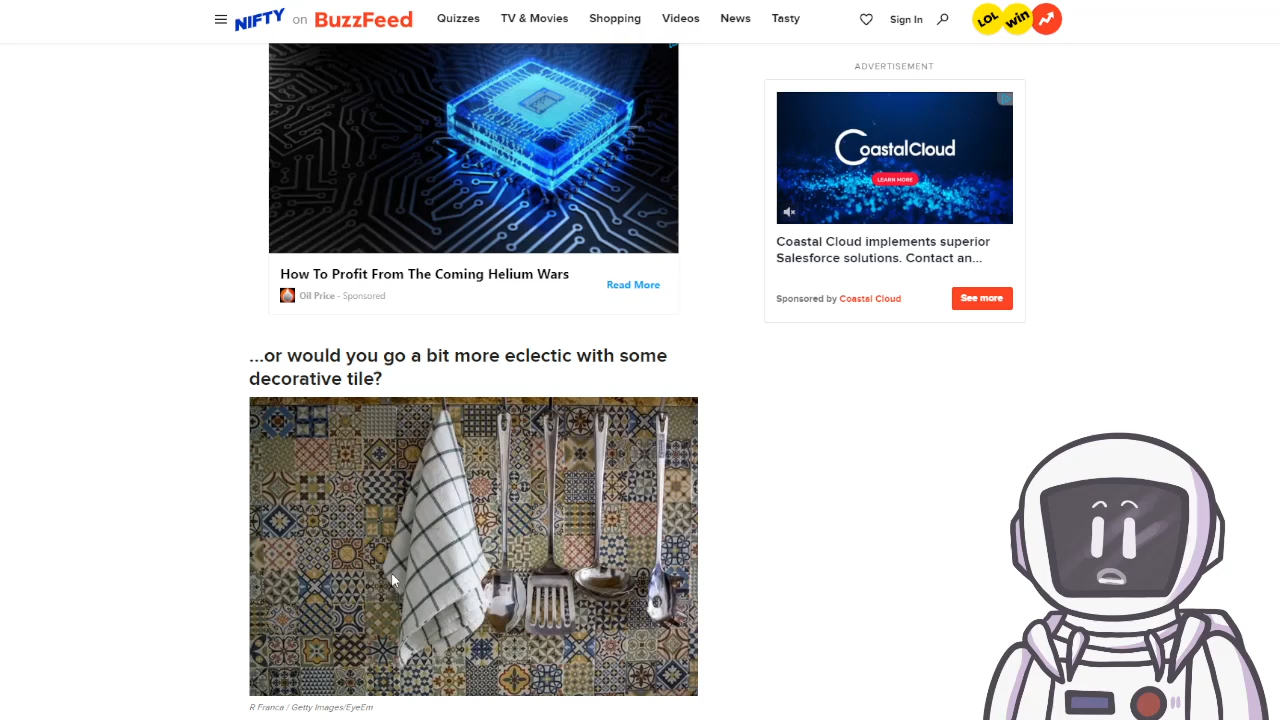 NIFTY on BuzzFeed Quizzes TV & Movies Shopping Videos News Tasty Sign In LOL win
ADVERTISEMENT
CoastalCloud
LEARN MORE
Coastal Cloud implements superior
Salesforce solutions. Contact an...
How To Profit From The Coming Helium Wars
Read More
Oil Price - Sponsored
Sponsored by Coastal Cloud See more
...or would you go a bit more eclectic with some
decorative tile?
R Franca / Getty Images/EyeEm